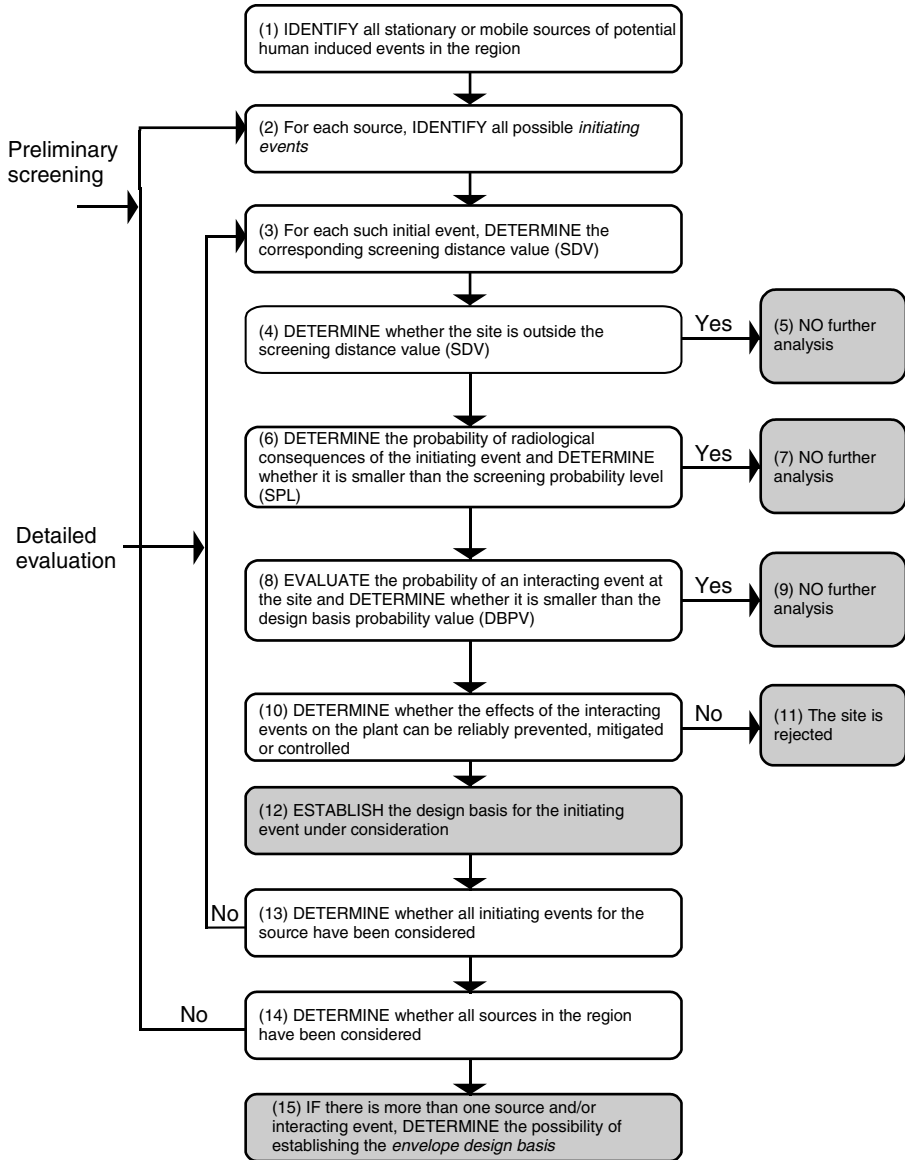 (1) IDENTIFY all stationary or mobile sources of potential
human induced events in the region
(2) For each source, IDENTIFY all possible initiating
events
Preliminary
screening
(3) For each such initial event, DETERMINE the
corresponding screening distance value (SDV)
(4) DETERMINE whether the site is outside the
screening distance value (SDV)
Yes
(5) NO further
analysis
(6) DETERMINE the probability of radiological
consequences of the initiating event and DETERMINE
whether it is smaller than the screening probability level
(SPL)
Yes
(7) NO further
analysis
Detailed
evaluation
(8) EVALUATE the probability of an interacting event at
the site and DETERMINE whether it is smaller than the
design basis probability value (DBPV)
Yes
(9) NO further
analysis
(10) DETERMINE whether the effects of the interacting
events on the plant can be reliably prevented, mitigated
or controlled
No
(11) The site is
rejected
(12) ESTABLISH the design basis for the initiating
event under consideration
No
(13) DETERMINE whether all initiating events for the
source have been considered
No
(14) DETERMINE whether all sources in the region
have been considered
(15) IF there is more than one source and/or
interacting event, DETERMINE the possibility of
establishing the envelope design basis